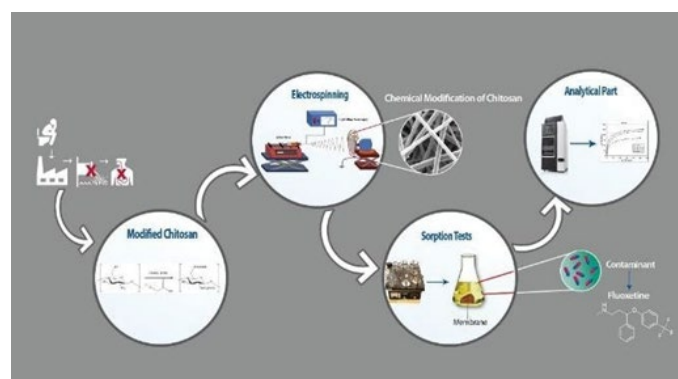 Electrospinning
Chemical Modification of Chitosan
Analytical Part
Modified Chitosan
Sorption Tests
Membrane
Contaminant
Fluoxetine